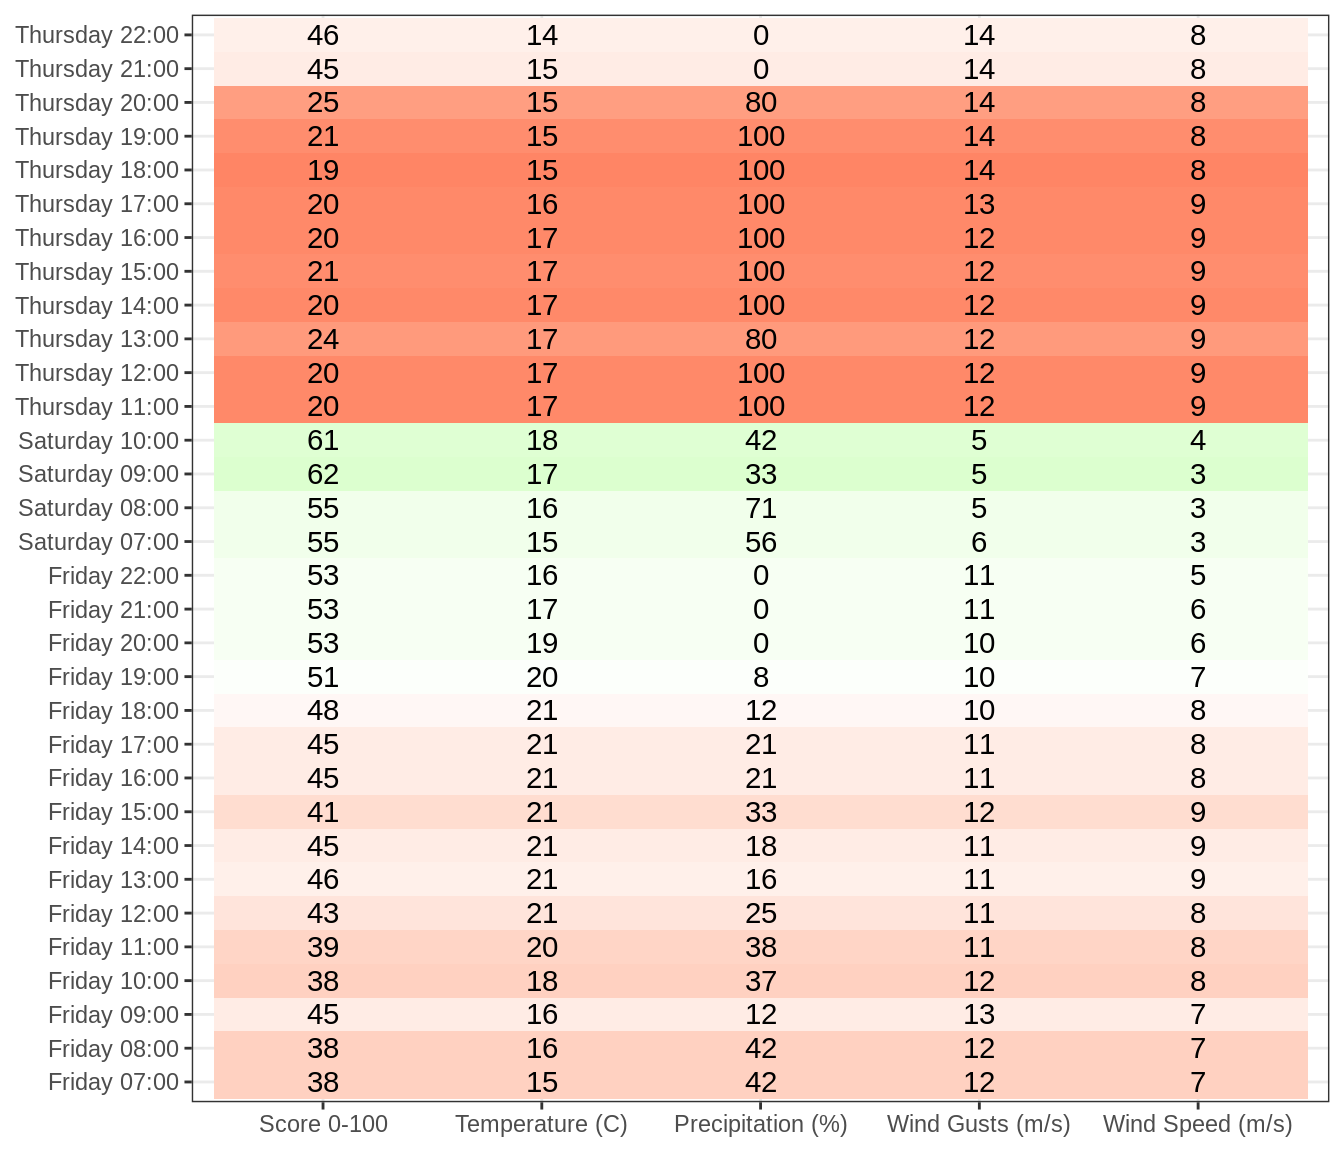 Thursday 22:00 46 14 0 14 8
Thursday 21:00 45 15 0 14 8
Thursday 20:00 25 15 80 14 8
Thursday 19:00 21 15 100 14 8
Thursday 18:00 19 15 100 14 8
Thursday 17:00 20 16 100 13 9
Thursday 16:00 20 17 100 12 9
Thursday 15:00 21 17 100 12 9
Thursday 14:00 20 17 100 12 9
Thursday 13:00 24 17 80 12 9
Thursday 12:00 20 17 100 12 9
Thursday 11:00 20 17 100 12 9
Saturday 10:00 61 18 42 5 4
Saturday 09:00 62 17 33 5 3
Saturday 08:00 55 16 71 5 3
Saturday 07:00 55 15 56 6 3
Friday 22:00 53 16 0 11 5
Friday 21:00 53 17 0 11 6
Friday 20:00 53 19 0 10 6
Friday 19:00 51 20 8 10 7
Friday 18:00 48 21 12 10 8
Friday 17:00 45 21 21 11 8
Friday 16:00 45 21 21 11 8
Friday 15:00 41 21 33 12 9
Friday 14:00 45 21 18 11 9
Friday 13:00 46 21 16 11 9
Friday 12:00 43 21 25 11 8
Friday 11:00 39 20 38 11 8
Friday 10:00 38 18 37 12 8
Friday 09:00 45 16 12 13 7
Friday 08:00 38 16 42 12 7
Friday 07:00 38 15 42 12 7
Score 0-100 Temperature (C) Precipitation (%) Wind Gusts (m/s) Wind Speed (m/s)